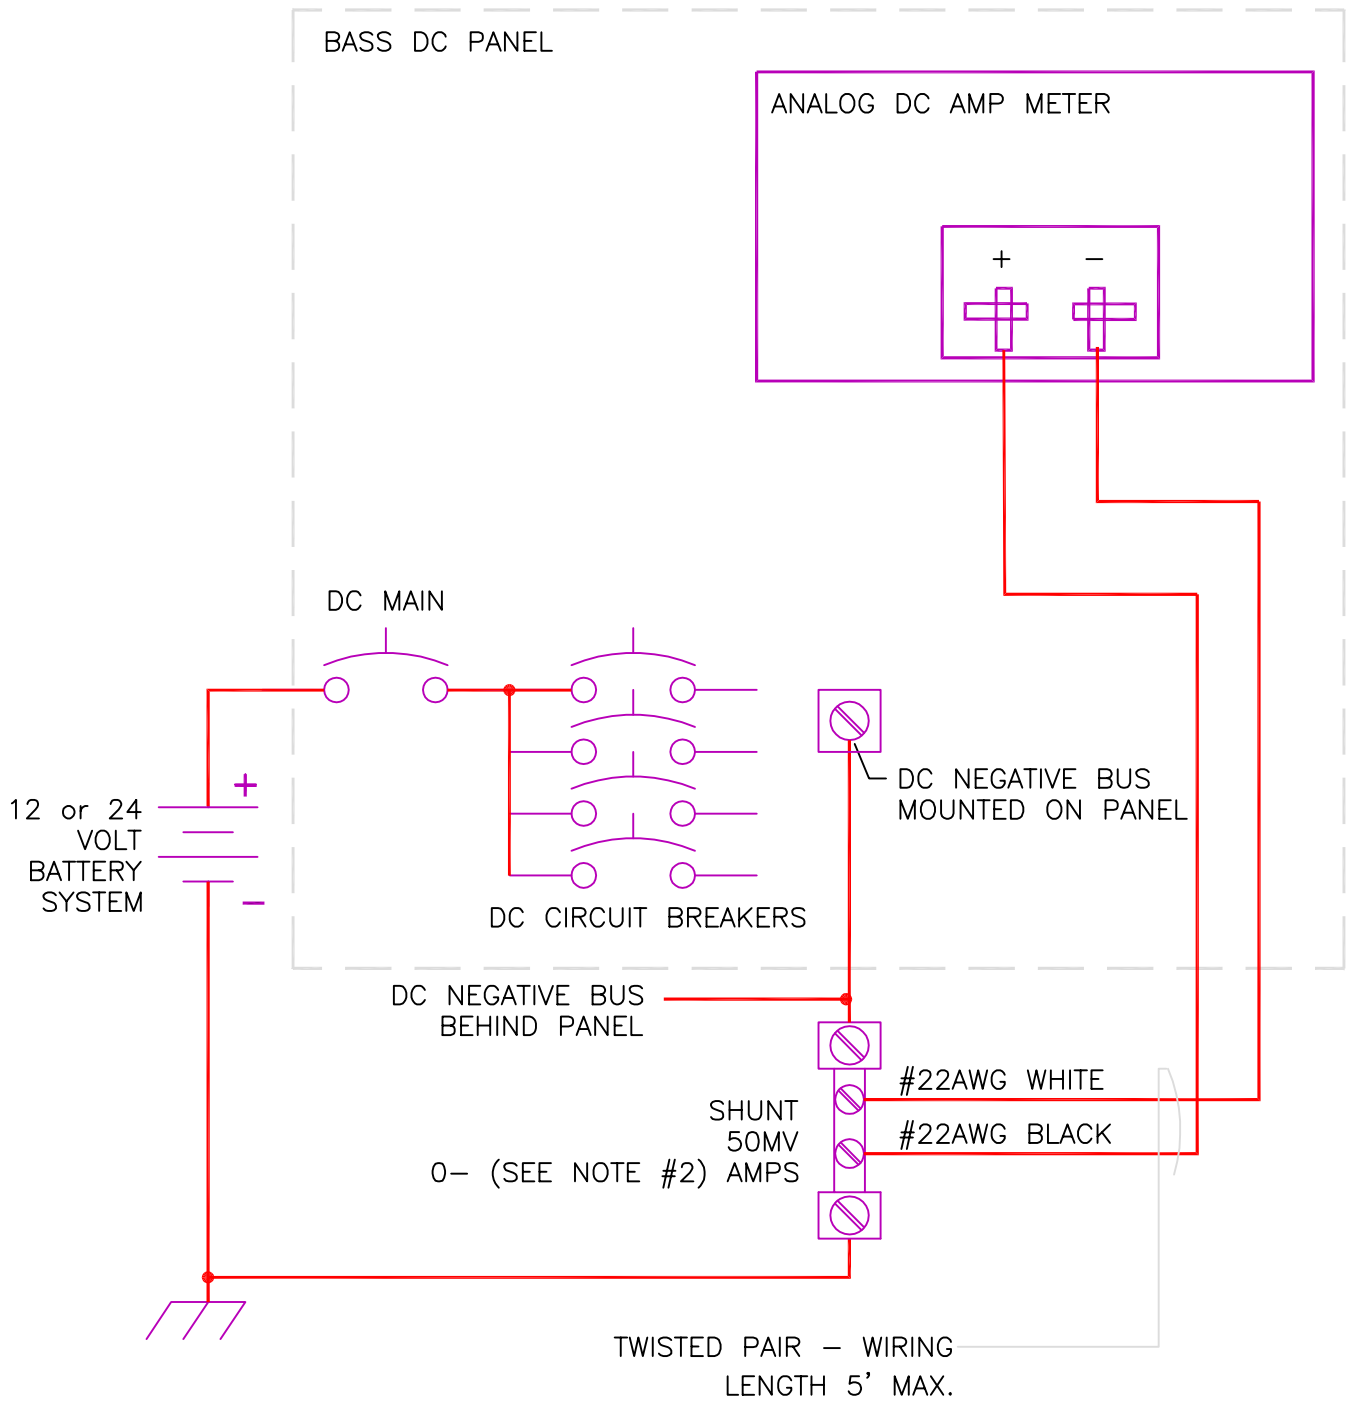 BASS DC PANEL
ANALOG DC AMP METER
+ −
DC MAIN
+
12 or 24
VOLT
BATTERY
SYSTEM
−
DC NEGATIVE BUS
MOUNTED ON PANEL
DC CIRCUIT BREAKERS
DC NEGATIVE BUS
BEHIND PANEL
#22AWG WHITE
SHUNT
50MV
0− (SEE NOTE #2) AMPS
#22AWG BLACK
TWISTED PAIR − WIRING
LENGTH 5' MAX.